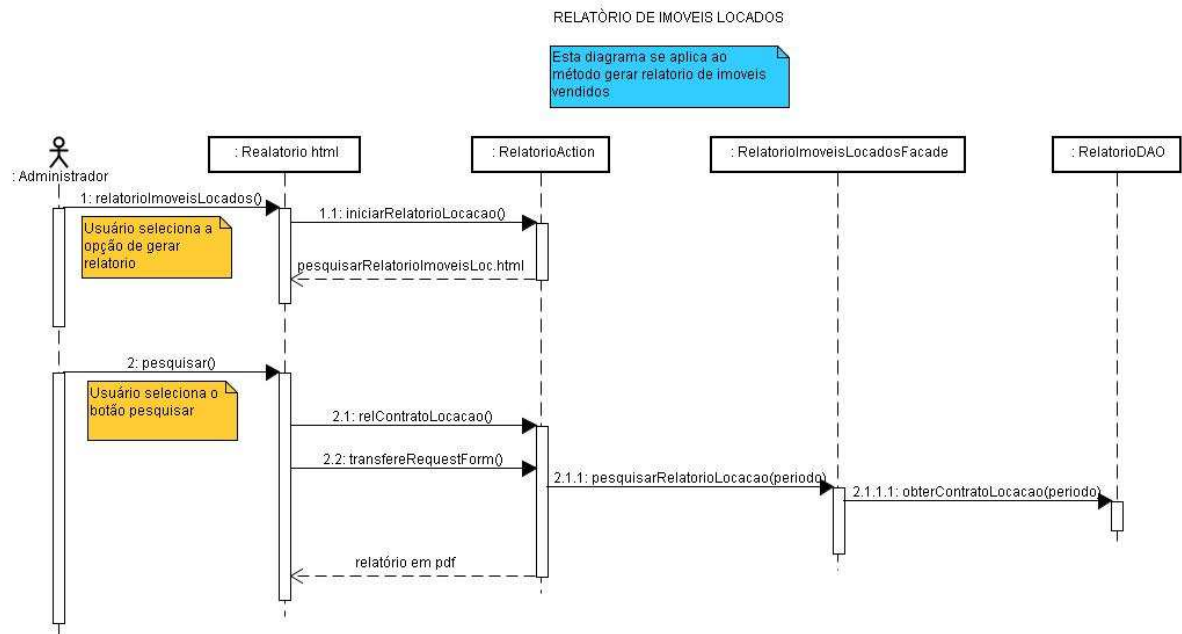 RELATÒRIO DE IMOVEIS LOCADOS
Esta diagrama se aplica ao
método gerar relatorio de imoveis
vendidos
: Administrador
: Realatorio html
: RelatorioAction
: RelatorioImoveisLocadosFacade
: RelatorioDAO
1: relatorioImoveisLocados()
1.1: iniciarRelatorioLocacao()
Usuário seleciona a
opção de gerar
relatorio
pesquisarRelatorioImoveisLoc.html
2: pesquisar()
Usuário seleciona o
botão pesquisar
2.1: relContratoLocacao()
2.2: transfereRequestForm()
2.1.1: pesquisarRelatorioLocacao(periodo)
2.1.1.1: obterContratoLocacao(periodo)
relatório em pdf